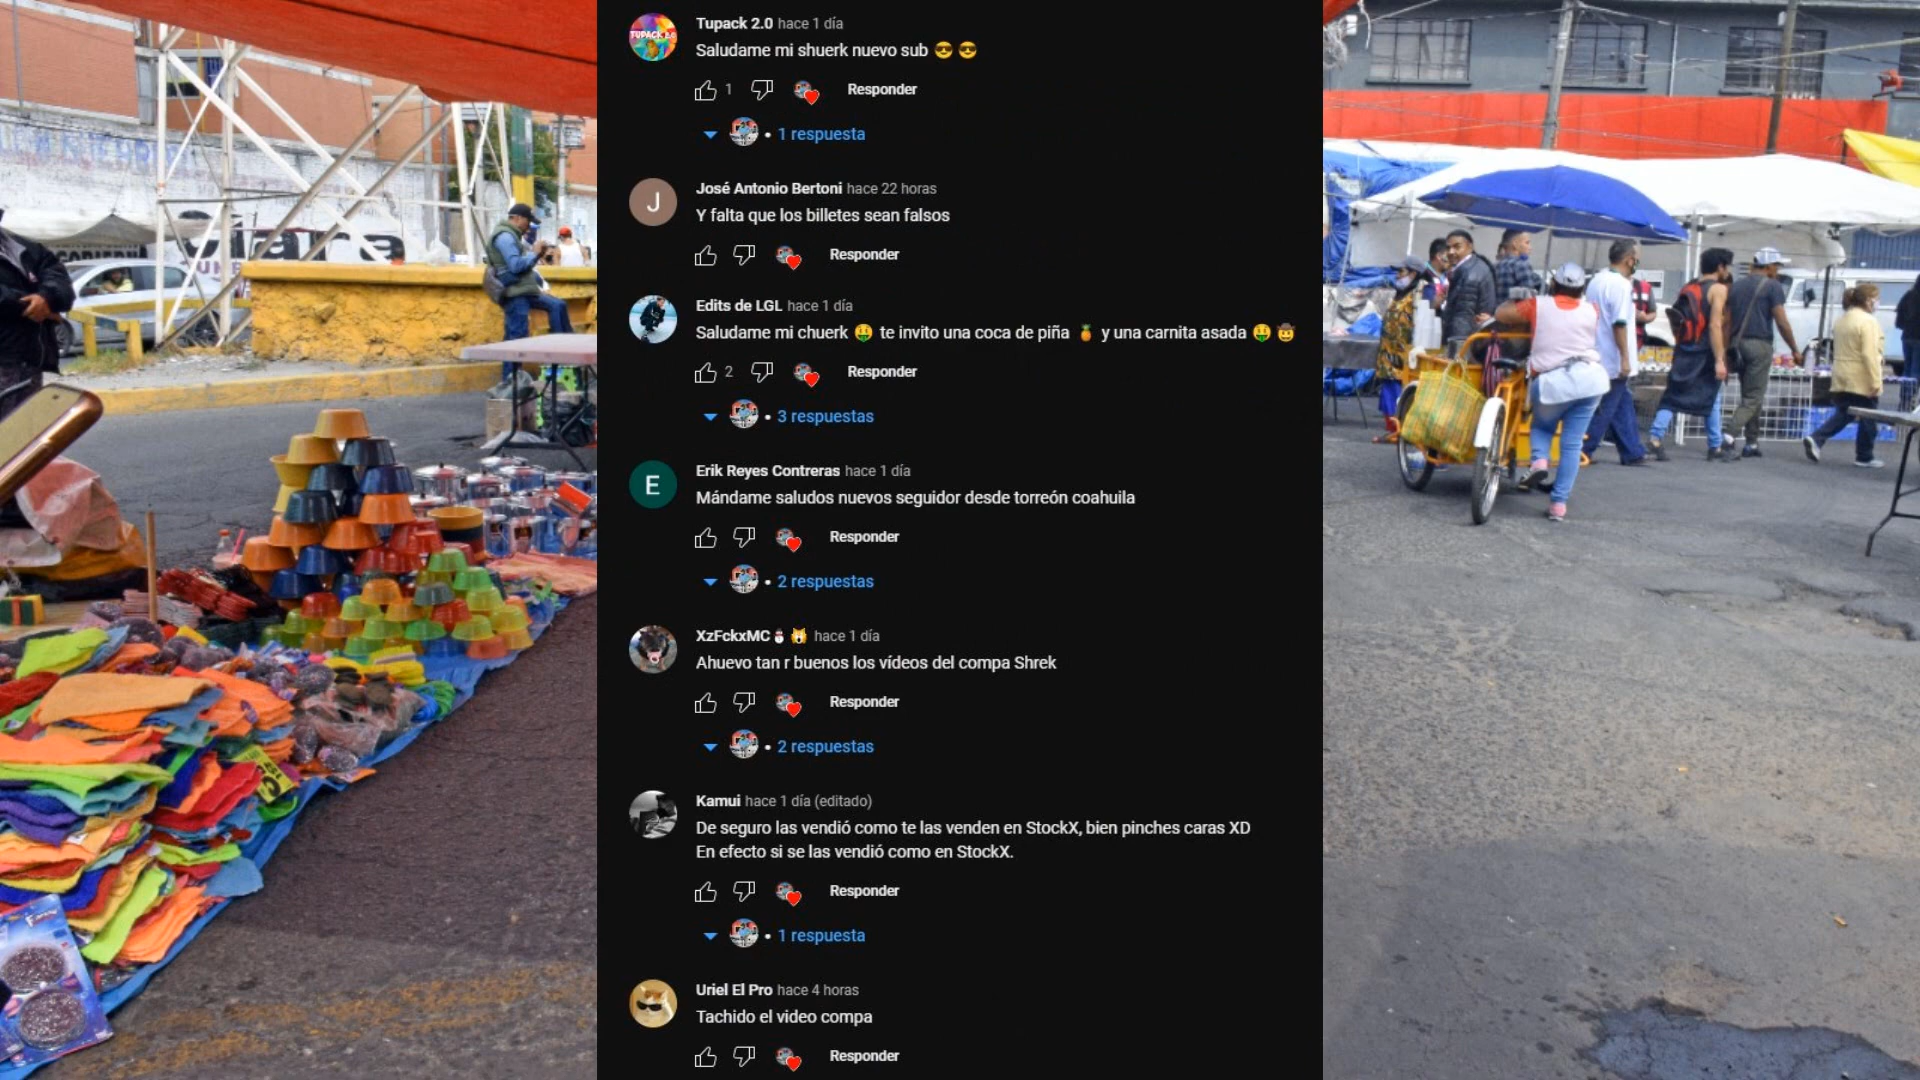 Tupack 2.0 hace 1 día
Saludame mi shuerk nuevo sub 😎 😎
1 Responder
• 1 respuesta
José Antonio Bertoni hace 22 horas
Y falta que los billetes sean falsos
Responder
Edits de LGL hace 1 día
Saludame mi chuerk 🤑 te invito una coca de piña 🍍 y una carnita asada 🤑 🤠
2 Responder
• 3 respuestas
Erik Reyes Contreras hace 1 día
Mándame saludos nuevos seguidor desde torreón coahuila
Responder
• 2 respuestas
XzFckxMC⛄🙀 hace 1 día
Ahuevo tan r buenos los vídeos del compa Shrek
Responder
• 2 respuestas
Kamui hace 1 día (editado)
De seguro las vendió como te las venden en StockX, bien pinches caras XD
En efecto si se las vendió como en StockX.
Responder
• 1 respuesta
Uriel El Pro hace 4 horas
Tachido el video compa
Responder
TUPACK 2.0
J
E